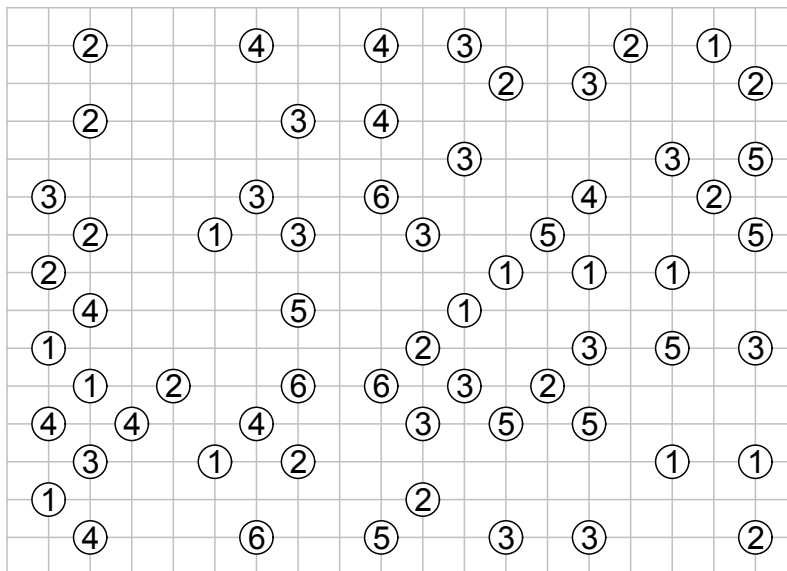 2 4 4 3 2 1
2 3 2
2 3 4
3 3 5
3 3 6 4 2
2 1 3 3 5 5
2 1 1 1
4 5 1
1 2 3 5 3
1 2 6 6 3 2
4 4 4 3 5 5
3 1 2 1 1
1 2
4 6 5 3 3 2